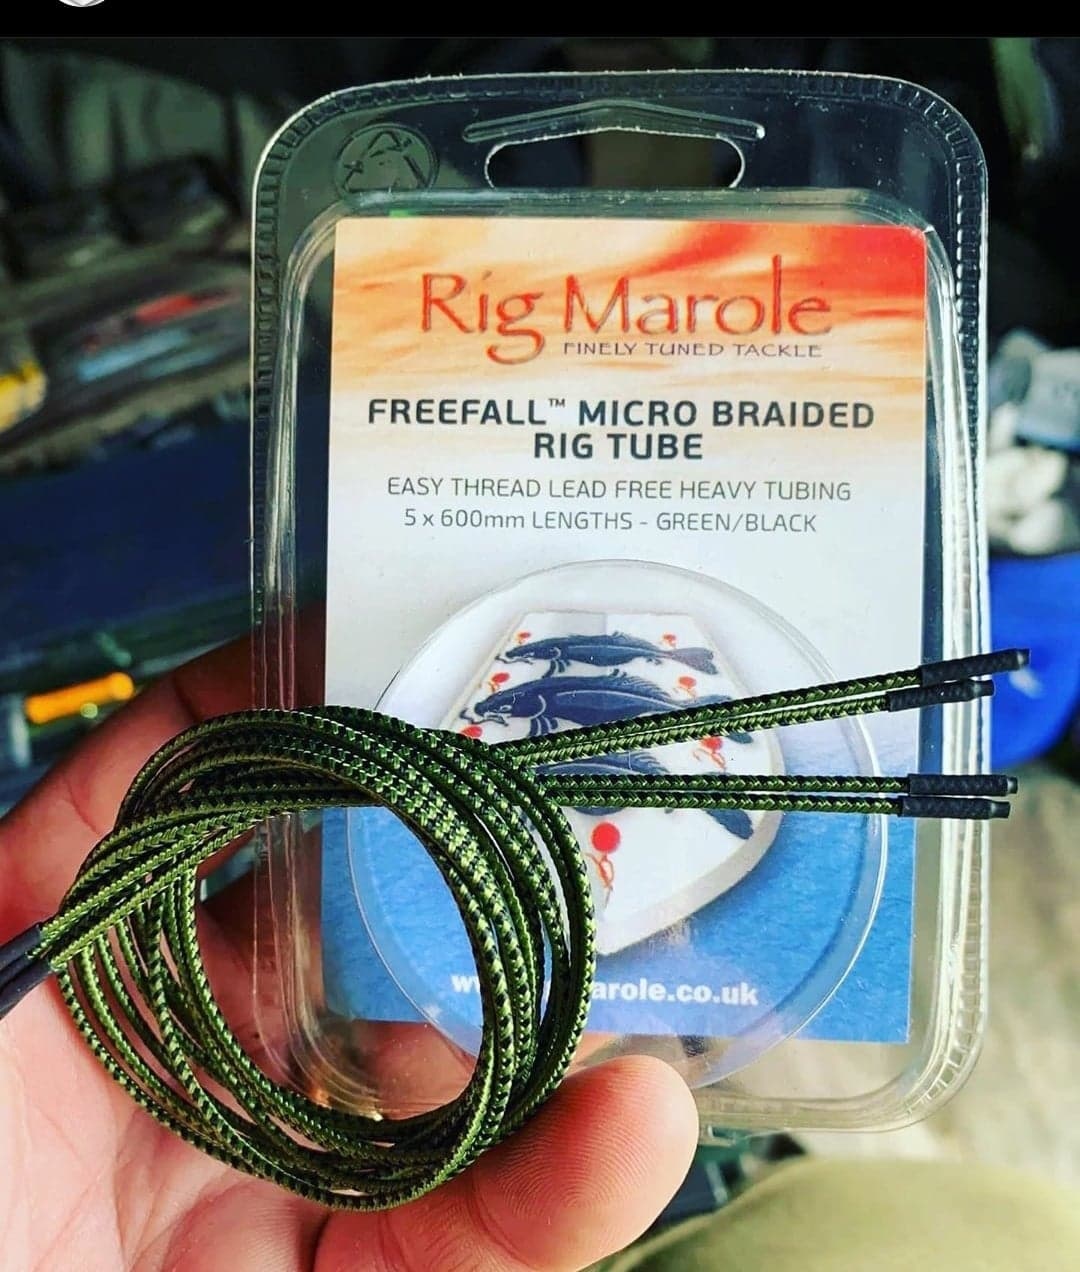 Rig Marole
FINELY TUNED TACKLE
FREEFALL™ MICRO BRAIDED
RIG TUBE
EASY THREAD LEAD FREE HEAVY TUBING
5 x 600mm LENGTHS - GREEN/BLACK
arole.co.uk